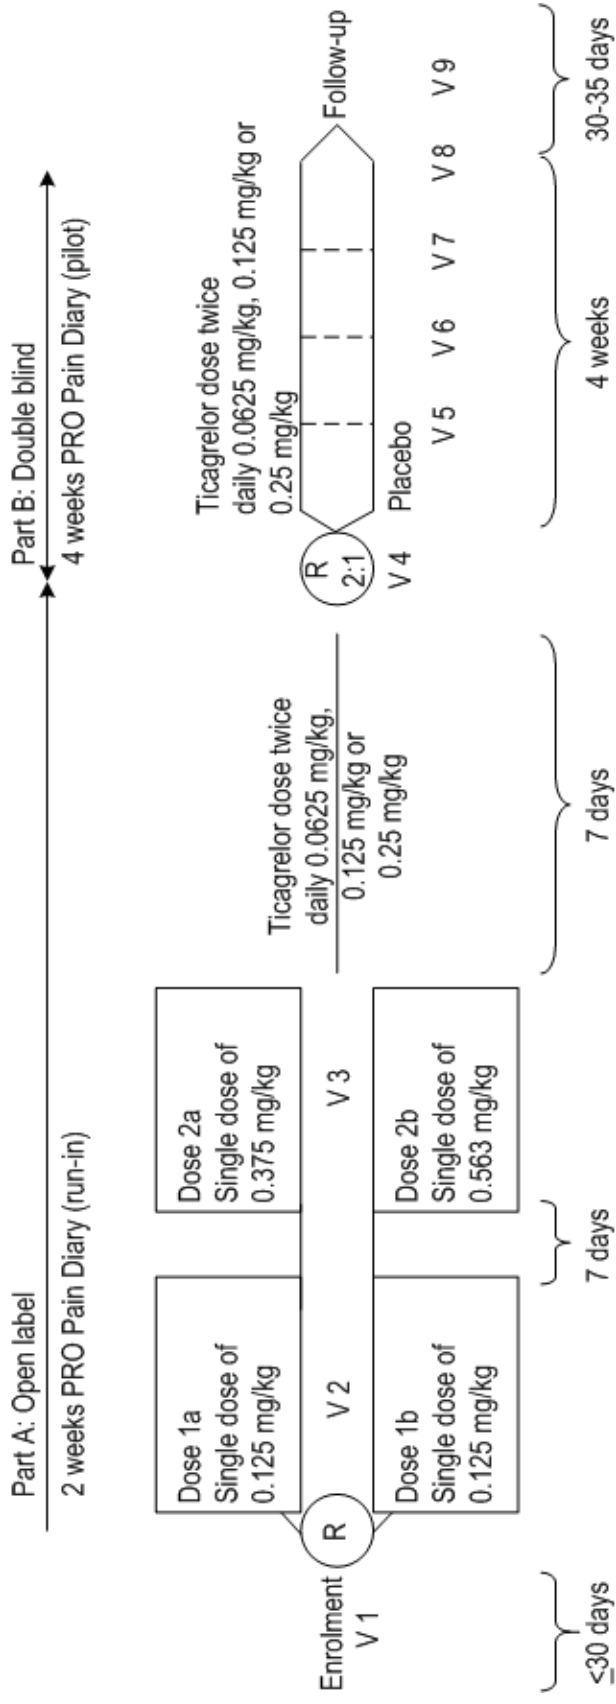 Part A: Open label
2 weeks PRO Pain Diary (run-in)
Part B: Double blind
4 weeks PRO Pain Diary (pilot)
Enrolment
V 1
R
Dose 1a
Single dose of
0.125 mg/kg
V 2
Dose 1b
Single dose of
0.125 mg/kg
Dose 2a
Single dose of
0.375 mg/kg
V 3
Dose 2b
Single dose of
0.563 mg/kg
Ticagrelor dose twice
daily 0.0625 mg/kg,
0.125 mg/kg or
0.25 mg/kg
R
2:1
V 4
Ticagrelor dose twice
daily 0.0625 mg/kg, 0.125 mg/kg or
0.25 mg/kg
Placebo
Follow-up
V 5
V 6
V 7
V 8
V 9
≤30 days
7 days
7 days
4 weeks
30-35 days